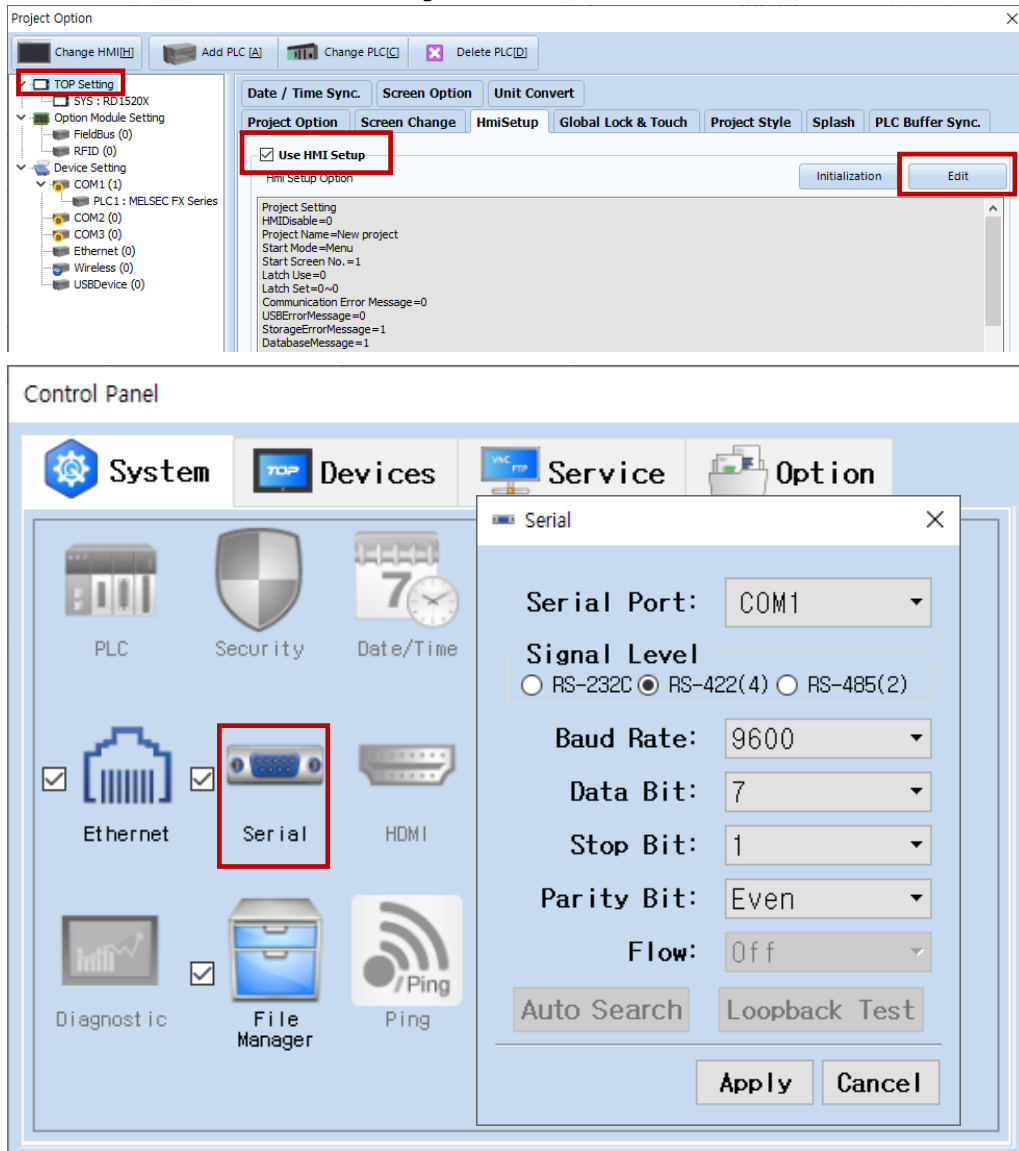 Project Option
Change HMI[H] Add PLC [A] Change PLC[C] Delete PLC[D]
TOP Setting
SYS : RD1520X
Option Module Setting
FieldBus (0)
RFID (0)
Device Setting
COM1 (1)
PLC1 : MELSEC FX Series
COM2 (0)
COM3 (0)
Ethernet (0)
Wireless (0)
USBDevice (0)
Date / Time Sync. Screen Option Unit Convert
Project Option Screen Change HmiSetup Global Lock & Touch Project Style Splash PLC Buffer Sync.
Use HMI Setup
Hmi Setup Option
Initialization Edit
Project Setting
HMIDisable=0
Project Name=New project
Start Mode=Menu
Start Screen No.=1
Latch Use=0
Latch Set=0~0
Communication Error Message=0
USBErrorMessage=0
StorageErrorMessage=1
DatabaseMessage=1
Control Panel
System
TOP
Devices
VNC
FTP
Service
Option
PLC
Security
7
Date/Time
Ethernet
Serial
HDMI
Diagnostic
File
Manager
/Ping
Ping
Serial
Serial Port: COM1
Signal Level
RS-232C RS-422(4) RS-485(2)
Baud Rate: 9600
Data Bit: 7
Stop Bit: 1
Parity Bit: Even
Flow: Off
Auto Search Loopback Test
Apply Cancel